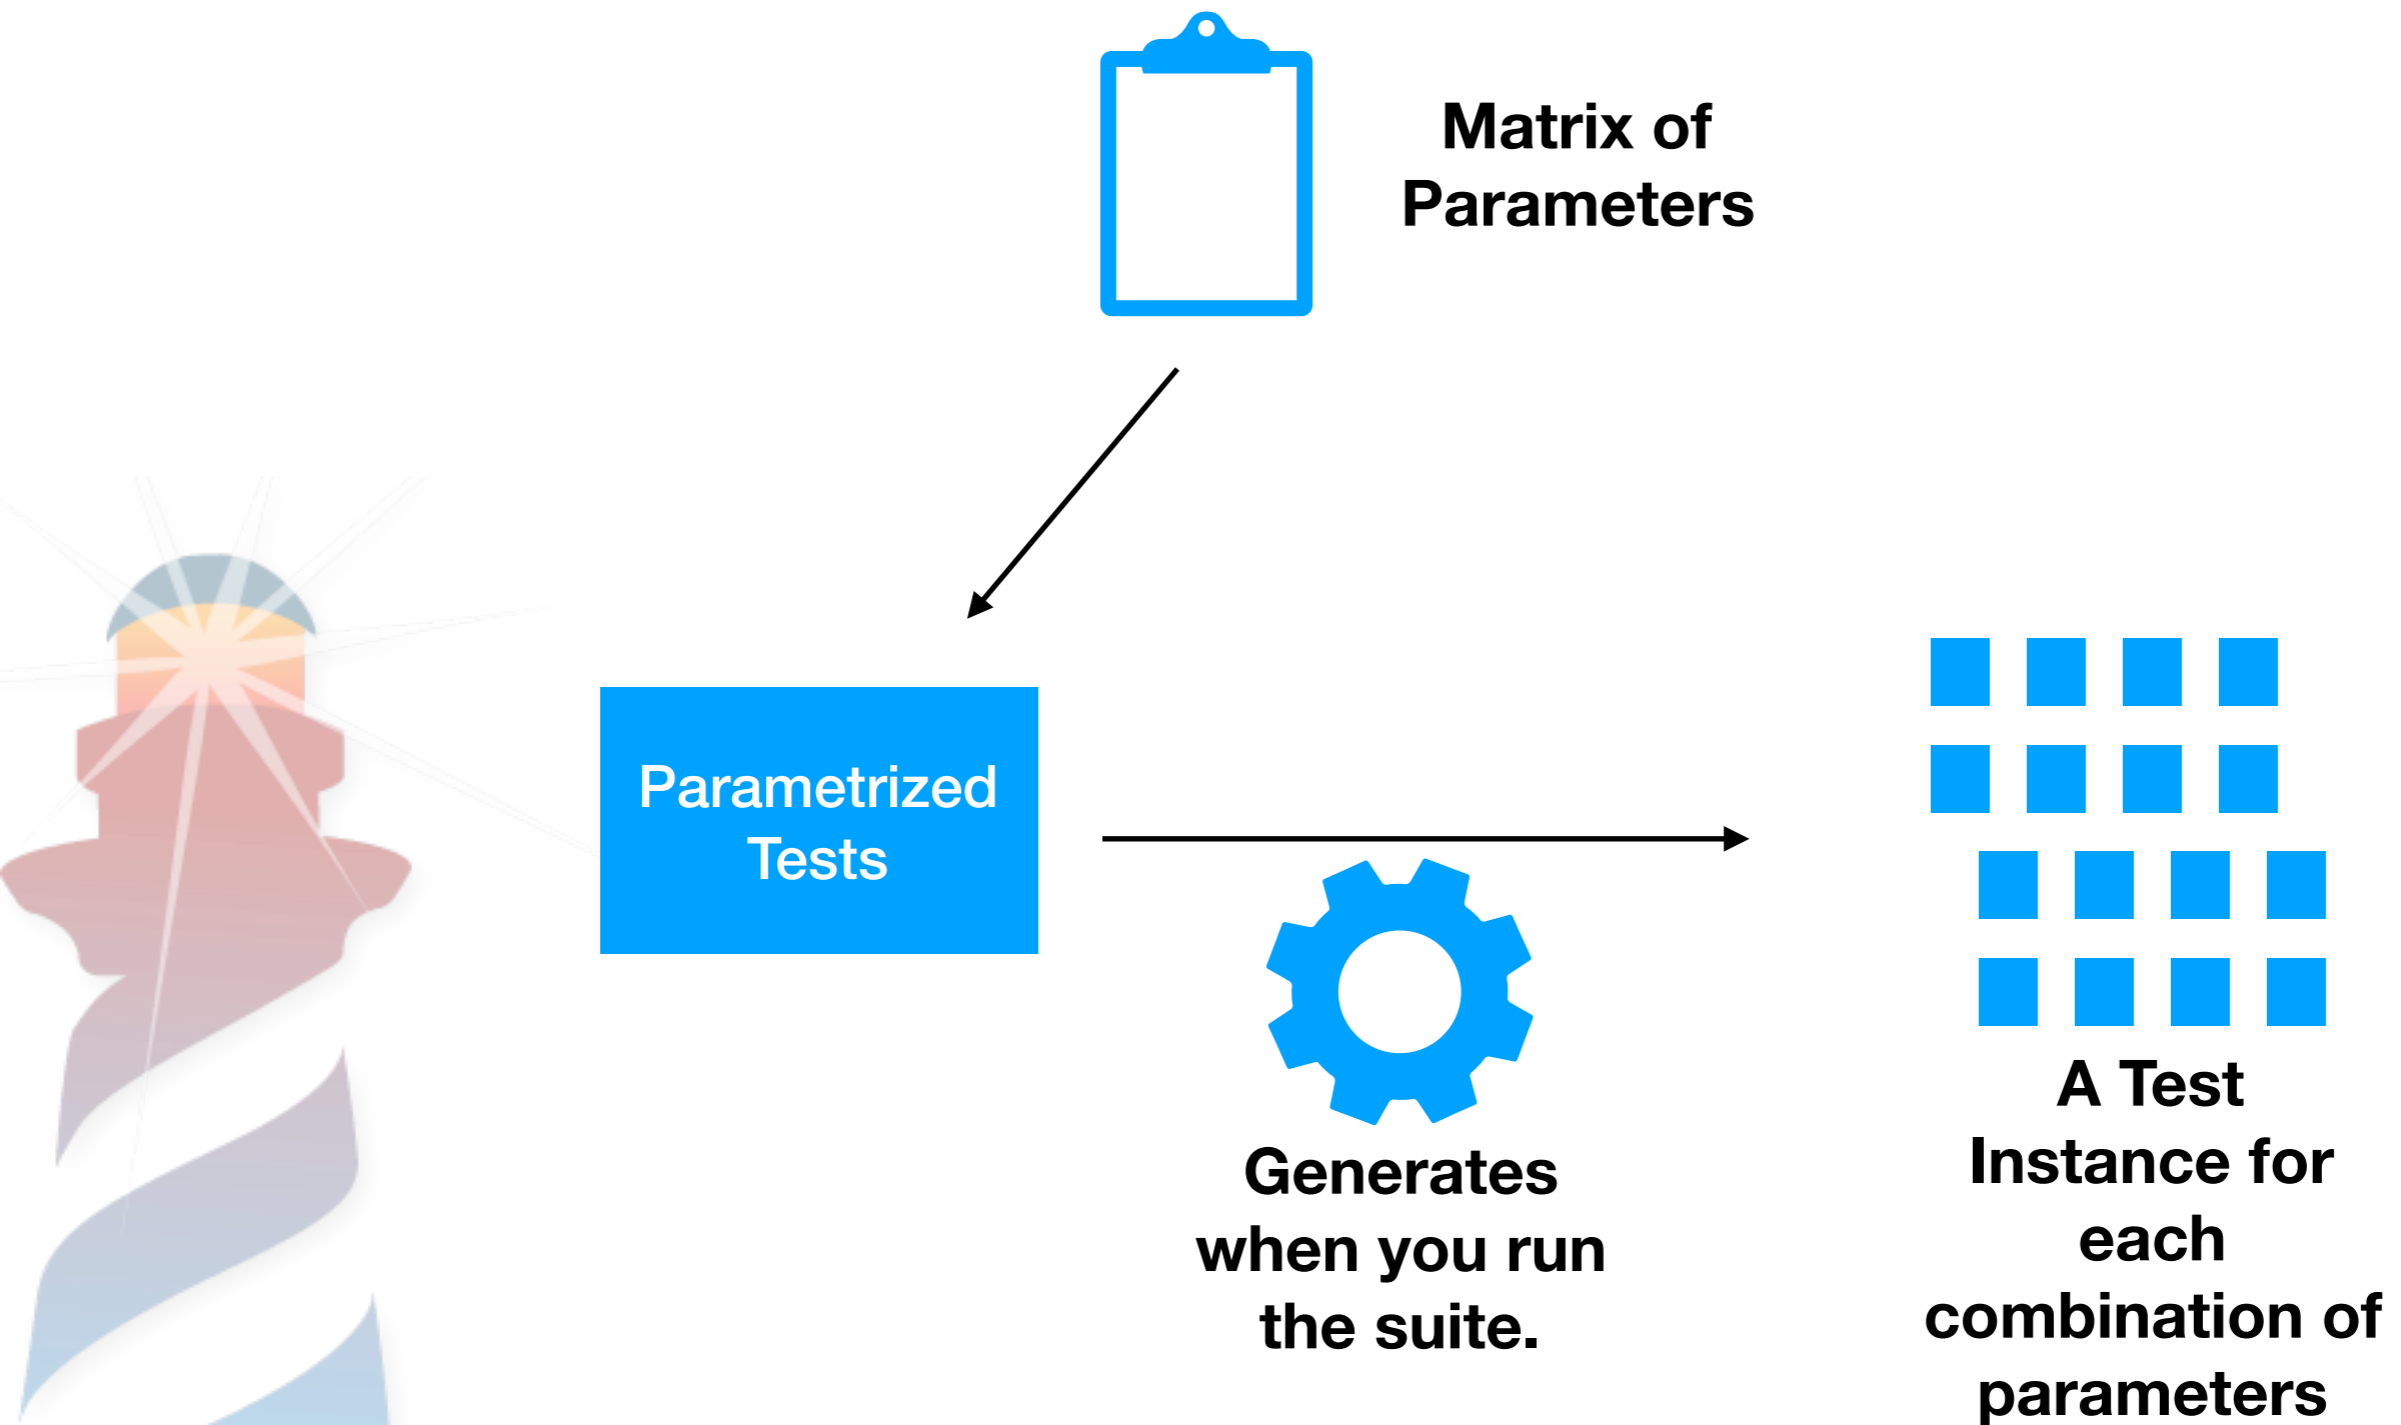 Matrix of
Parameters
Parametrized
Tests
Generates
when you run
the suite.
A Test
Instance for
each
combination of
parameters